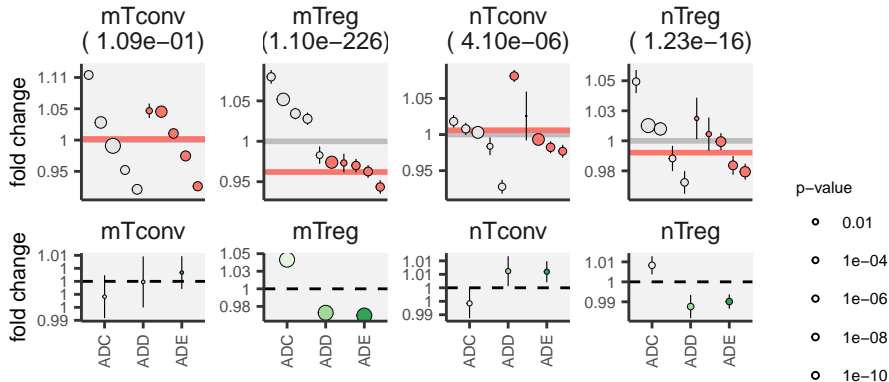 mTconv mTreg nTconv nTreg
( 1.09e−01) (1.10e−226) ( 4.10e−06) ( 1.23e−16)
fold change
1.11
1.05
1
0.95
1.05
1
0.95
1.05
1
0.95
1.05
1.03
1
0.98
mTconv mTreg nTconv nTreg
fold change
1.01
1
1
0.99
1.05
1.03
1
0.98
1.01
1
1
0.99
1.01
1
0.99
ADC ADD ADE ADC ADD ADE ADC ADD ADE ADC ADD ADE
p−value
0.01
1e−04
1e−06
1e−08
1e−10